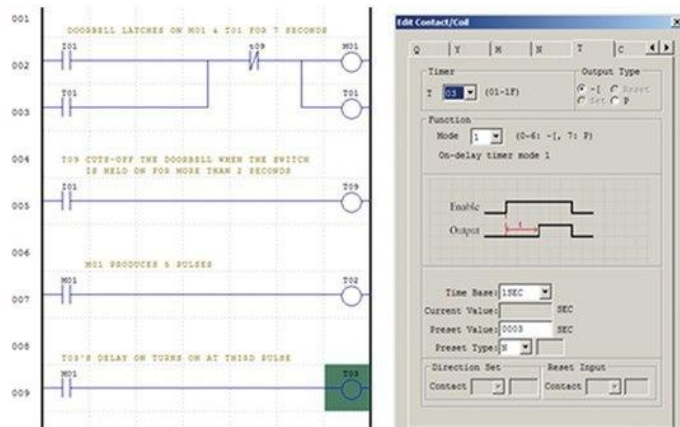 001
DOORBELL LATCHES ON M01 & T01 FOR 7 SECONDS
I01 t09 M01
002
T01 T01
003
004
T09 CUTS-OFF THE DOORBELL WHEN THE SWITCH
IS HELD ON FOR MORE THAN 2 SECONDS
I01 T09
005
006
M01 PRODUCES 5 PULSES
M01 T02
007
008
T03'S DELAY ON TURNS ON AT THIRD PULSE
M01 T03
009
Edit Contact/Coil
Q Y M N T C
Timer
T 03 (01-1F)
Output Type
-[ Reset
Set P
Function
Mode 1 (0-6: -[, 7: P)
On-delay timer mode 1
Enable
Output
t
Time Base: 1SEC
Current Value: SEC
Preset Value: 0003 SEC
Preset Type: N
Direction Set
Contact
Reset Input
Contact